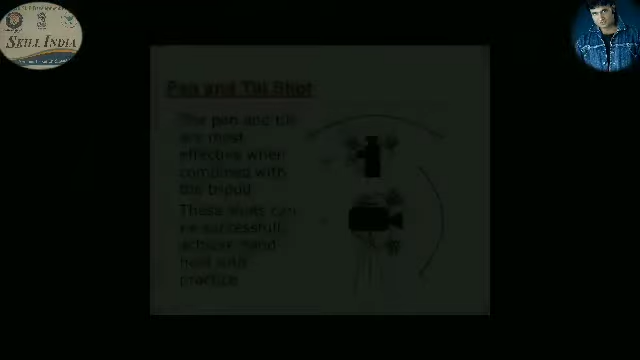 SKILL INDIA
Pan and Tilt Shot
The pan and tilt
are most
effective when
combined with
the tripod
These shots can
be successfully
achieve hand
held with
practice